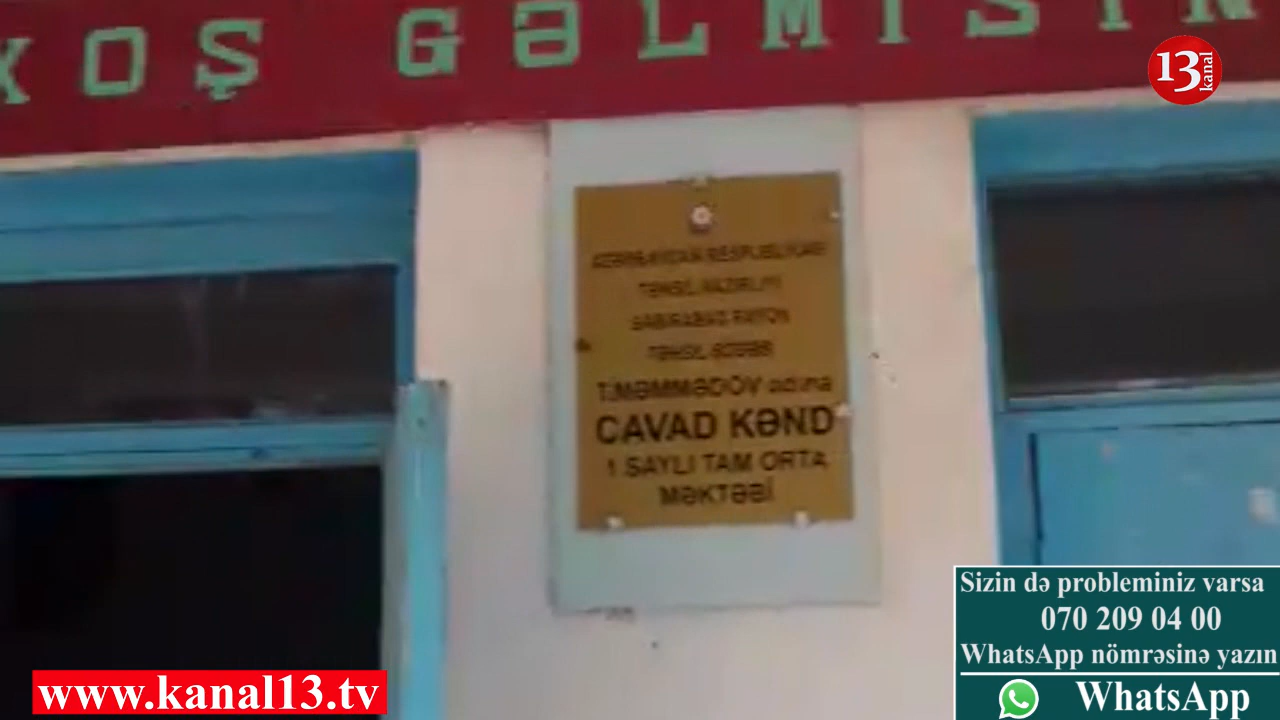 XOŞ GƏLMİSİN
13 kanal
AZƏRBAYCAN RESPUBLİKASI
TƏHSİL NAZİRLİYİ
SABİRABAD RAYON
TƏHSİL ŞÖBƏSİ
T.MƏMMƏDOV adına
CAVAD KƏND
1 SAYLI TAM ORTA
MƏKTƏBİ
Sizin də probleminiz varsa
070 209 04 00
WhatsApp nömrəsinə yazın
WhatsApp
www.kanal13.tv